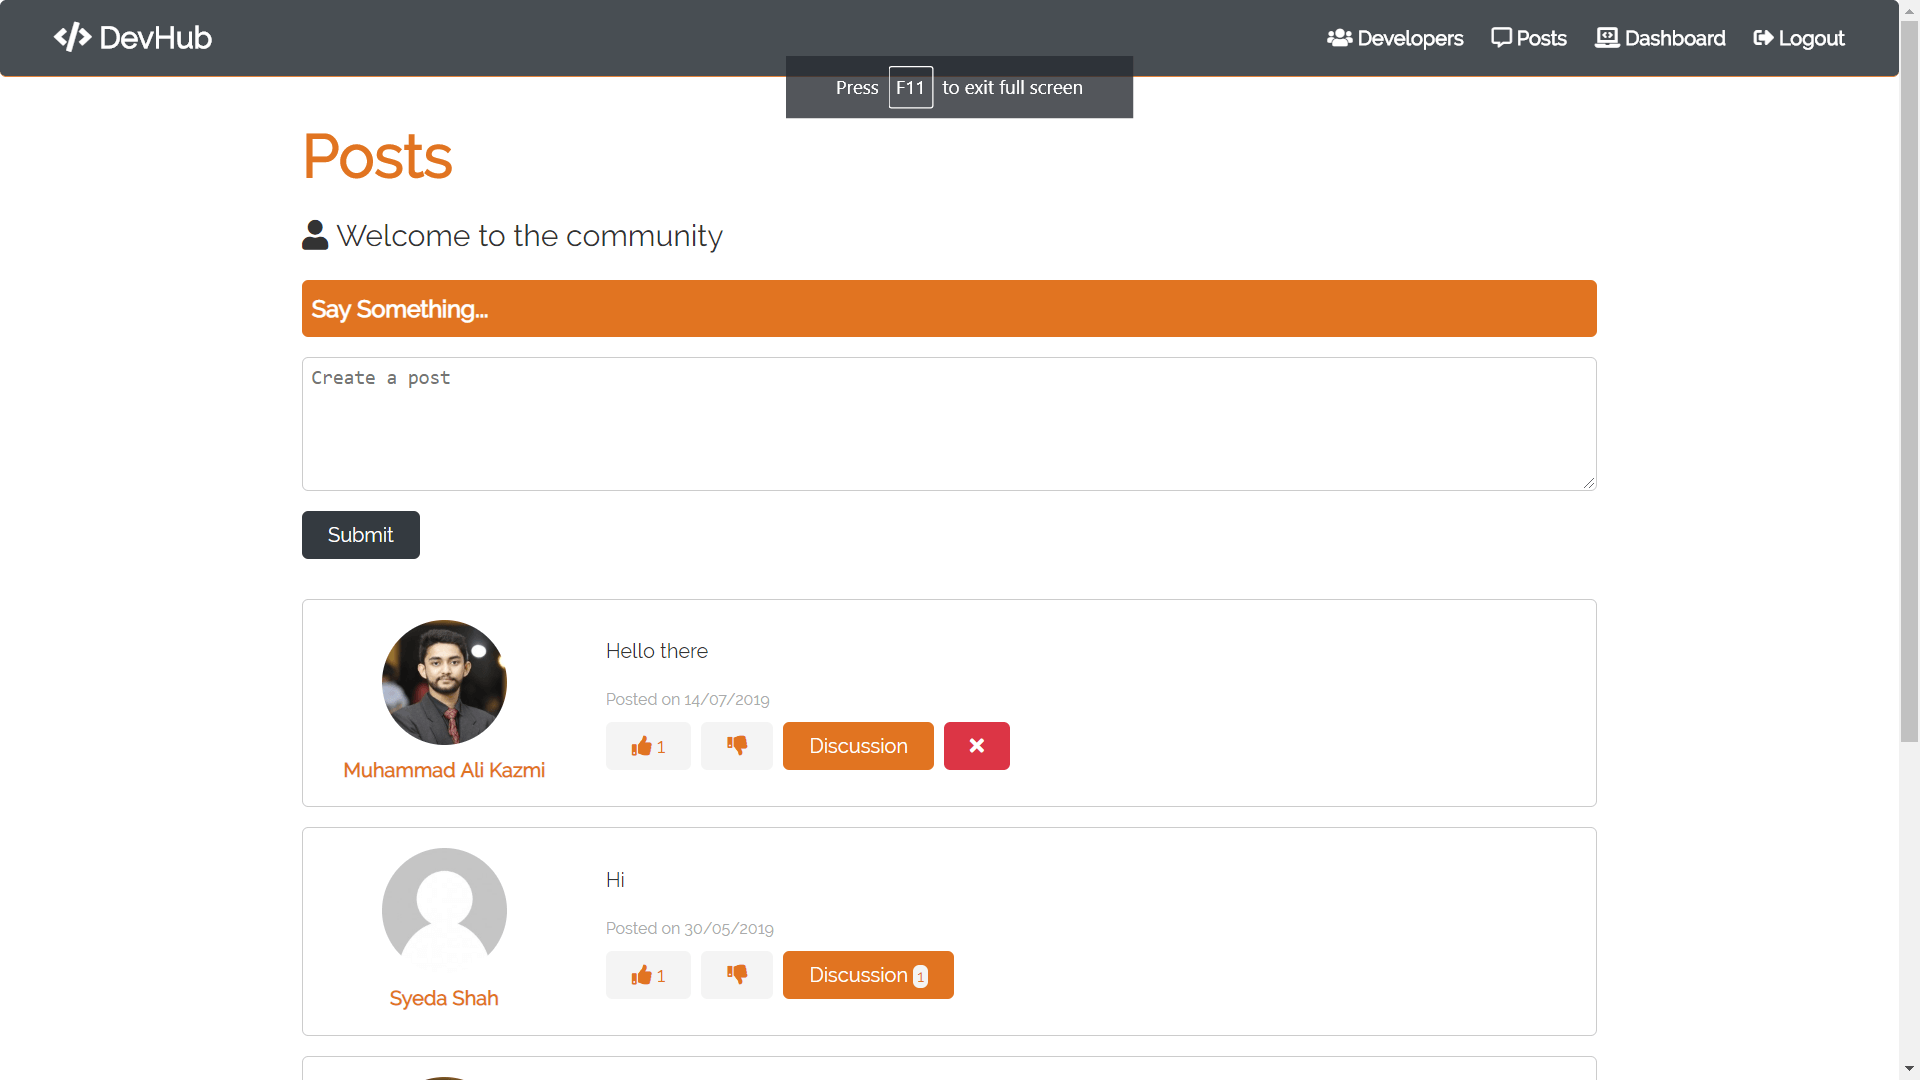 DevHub
Developers Posts Dashboard Logout
Press F11 to exit full screen
Posts
Welcome to the community
Say Something...
Create a post
Submit
Hello there
Posted on 14/07/2019
1 Discussion
Muhammad Ali Kazmi
Hi
Posted on 30/05/2019
1 Discussion 1
Syeda Shah